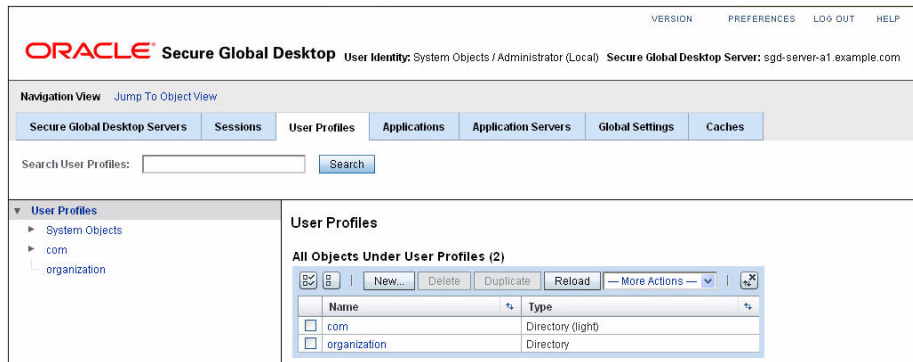 VERSION PREFERENCES LOG OUT HELP
ORACLE Secure Global Desktop User Identity: System Objects / Administrator (Local) Secure Global Desktop Server: sgd-server-a1.example.com
Navigation View Jump To Object View
Secure Global Desktop Servers Sessions User Profiles Applications Application Servers Global Settings Caches
Search User Profiles: Search
User Profiles
System Objects
com
organization
User Profiles
All Objects Under User Profiles (2)
New... Delete Duplicate Reload — More Actions —
Name Type
com Directory (light)
organization Directory